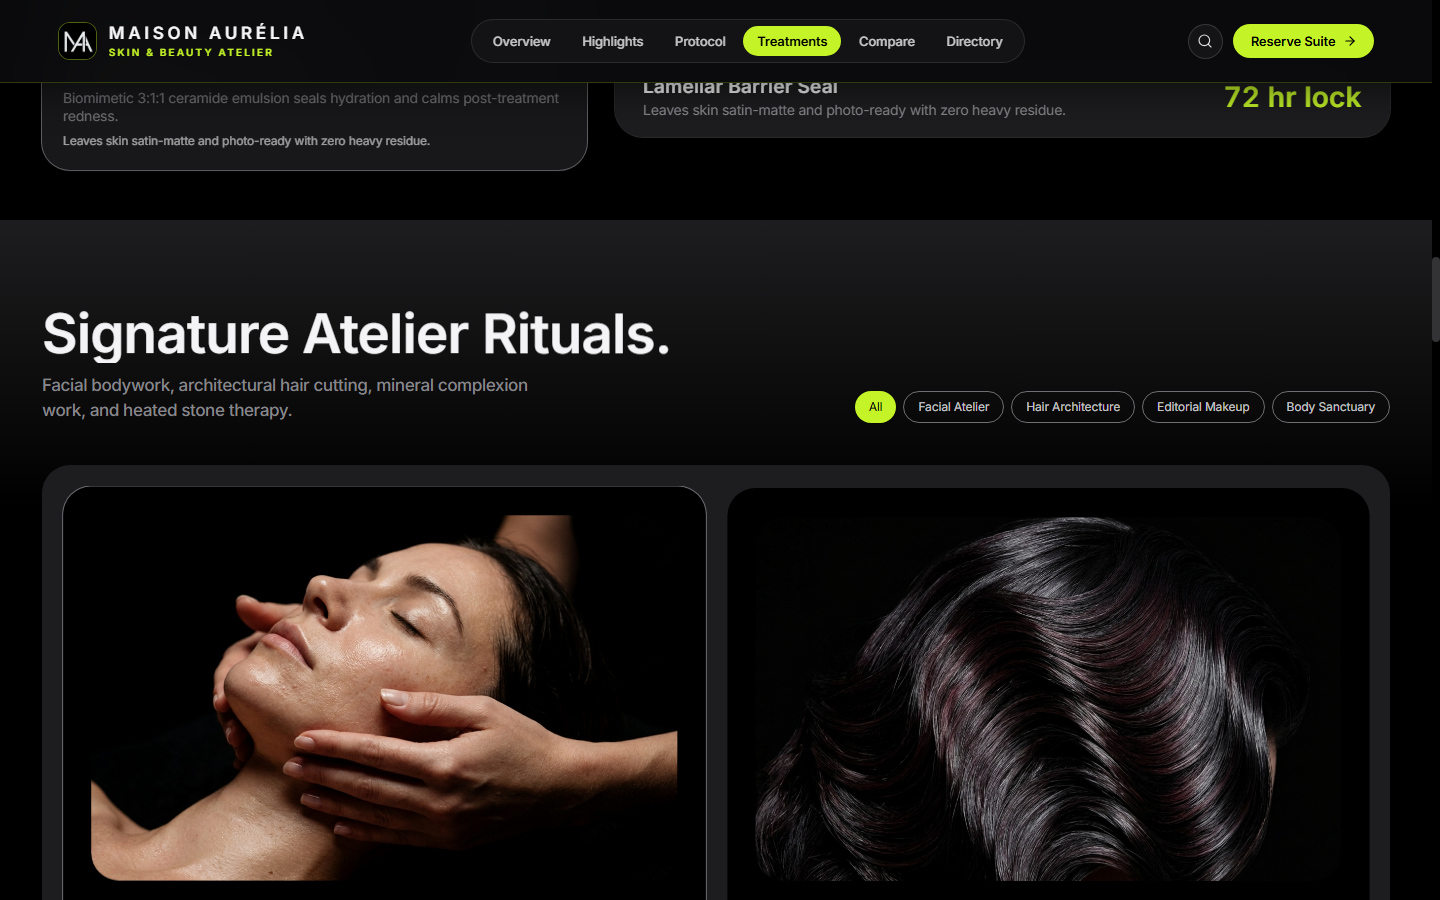 MAISON AURÉLIA
SKIN & BEAUTY ATELIER
Overview
Highlights
Protocol
Treatments
Compare
Directory
Reserve Suite
Biomimetic 3:1:1 ceramide emulsion seals hydration and calms post-treatment
redness.
Leaves skin satin-matte and photo-ready with zero heavy residue.
Lamellar Barrier Seal
Leaves skin satin-matte and photo-ready with zero heavy residue.
72 hr lock
Signature Atelier Rituals.
Facial bodywork, architectural hair cutting, mineral complexion
work, and heated stone therapy.
All
Facial Atelier
Hair Architecture
Editorial Makeup
Body Sanctuary